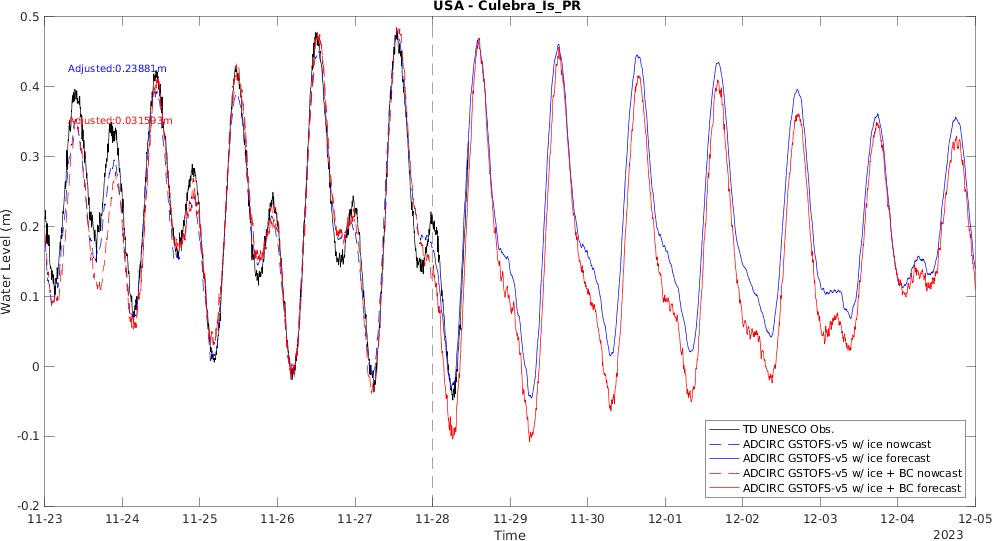 USA - Culebra_Is_PR
0.5
0.4
0.3
0.2
0.1
0
-0.1
-0.2
Water Level (m)
Adjusted:0.23881m
Adjusted:0.031593m
TD UNESCO Obs.
ADCIRC GSTOFS-v5 w/ ice nowcast
ADCIRC GSTOFS-v5 w/ ice forecast
ADCIRC GSTOFS-v5 w/ ice + BC nowcast
ADCIRC GSTOFS-v5 w/ ice + BC forecast
11-23 11-24 11-25 11-26 11-27 11-28 11-29 11-30 12-01 12-02 12-03 12-04 12-05
Time
2023